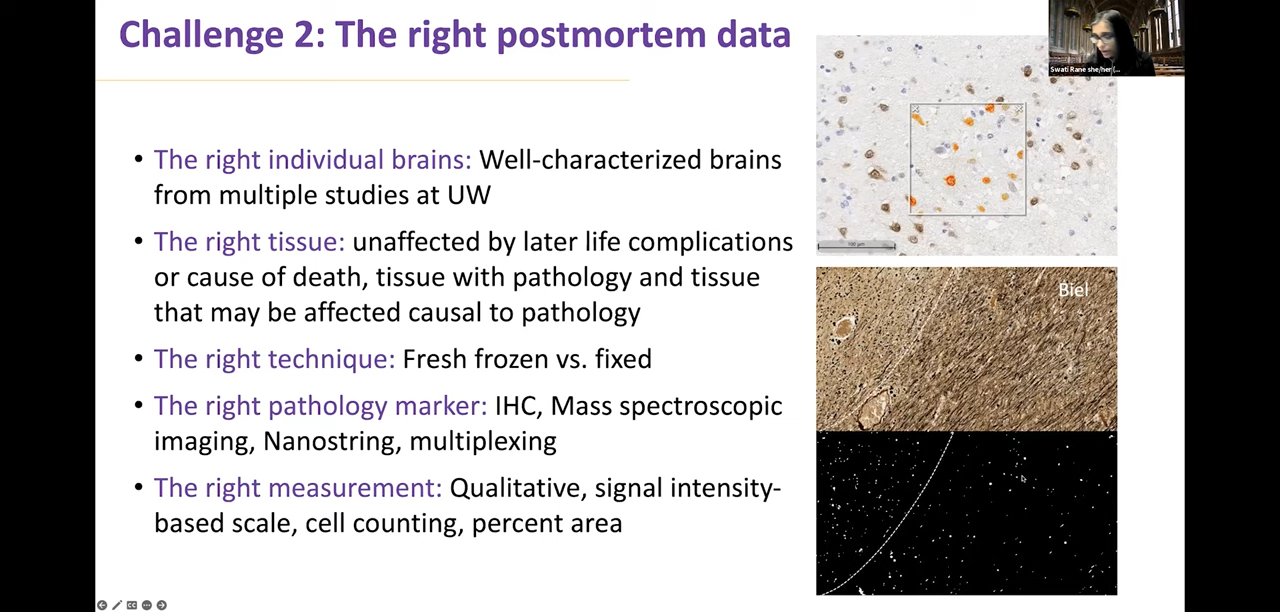 Challenge 2: The right postmortem data
Swati Rane she/her (...
• The right individual brains: Well-characterized brains
from multiple studies at UW
• The right tissue: unaffected by later life complications
or cause of death, tissue with pathology and tissue
that may be affected causal to pathology
• The right technique: Fresh frozen vs. fixed
• The right pathology marker: IHC, Mass spectroscopic
imaging, Nanostring, multiplexing
• The right measurement: Qualitative, signal intensity-
based scale, cell counting, percent area
100 µm
Biel
CC